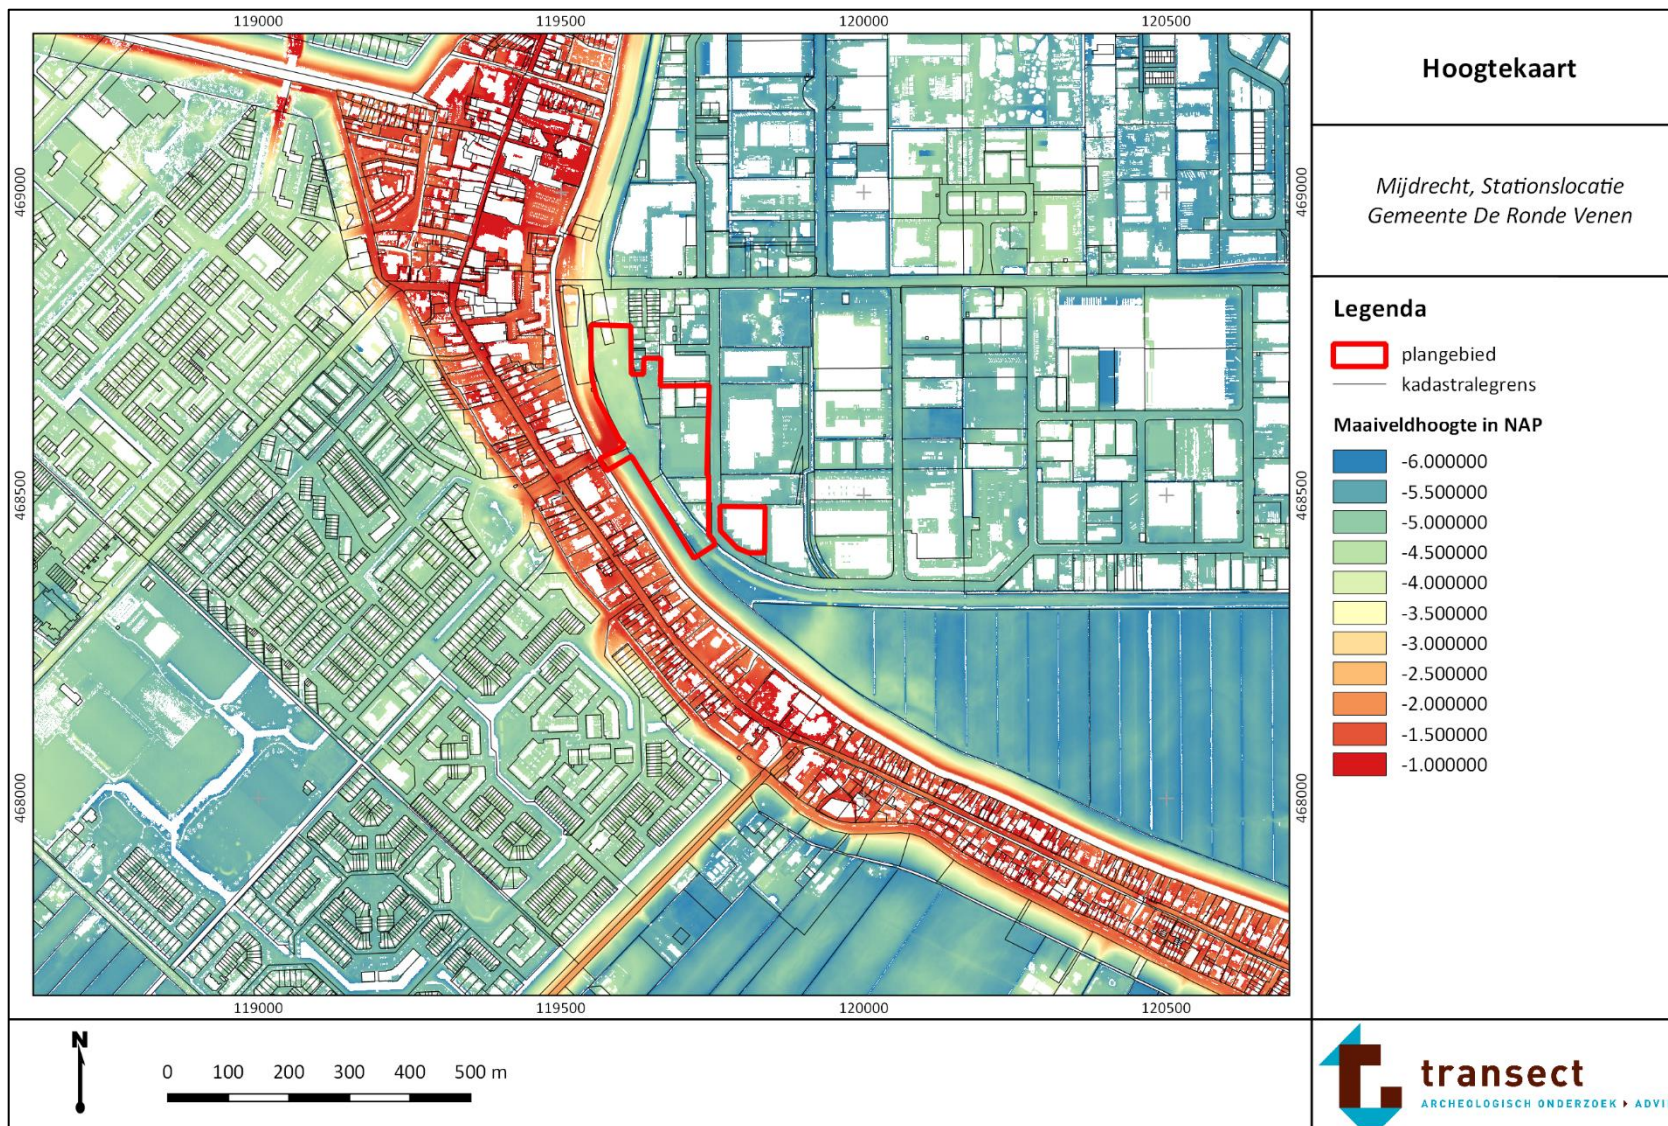 119000 119500 120000 120500
469000 469000
468500 468500
468000 468000
119000 119500 120000 120500
Hoogtekaart
Mijdrecht, Stationslocatie
Gemeente De Ronde Venen
Legenda
plangebied
kadastralegrens
Maaiveldhoogte in NAP
-6.000000
-5.500000
-5.000000
-4.500000
-4.000000
-3.500000
-3.000000
-2.500000
-2.000000
-1.500000
-1.000000
N
0 100 200 300 400 500 m
transect
ARCHEOLOGISCH ONDERZOEK ▸ ADVI